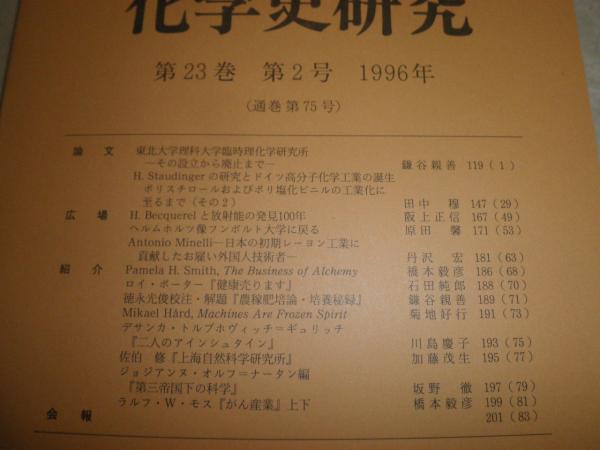 化学史研究
第23巻 第2号 1996年
(通巻第75号)
論文 東北大学理科大学臨時理化学研究所
―その設立から廃止まで― 鎌谷親善 119 (1)
H. Staudingerの研究とドイツ高分子化学工業の誕生
ポリスチロールおよびポリ塩化ビニルの工業化に
至るまで(その2) 田中 穆 147 (29)
広場 H. Becquerelと放射能の発見100年 阪上正信 167 (49)
ヘルムホルツ像フンボルト大学に戻る 原田 馨 171 (53)
Antonio Minelli―日本の初期レーヨン工業に
貢献したお雇い外国人技術者― 丹沢 宏 181 (63)
紹介 Pamela H. Smith, The Business of Alchemy 橋本毅彦 186 (68)
ロイ・ポーター『健康売ります』 石田純郎 188 (70)
徳永光俊校注・解題『農稼肥培論・培養秘録』 鎌谷親善 189 (71)
Mikael Hård, Machines Are Frozen Spirit 菊地好行 191 (73)
デサンカ・トルブホヴィッチ=ギュリッチ
『二人のアインシュタイン』 川島慶子 193 (75)
佐伯 修『上海自然科学研究所』 加藤茂生 195 (77)
ジョジアンヌ・オルフ=ナータン編
『第三帝国下の科学』 坂野 徹 197 (79)
ラルフ・W・モス『がん産業』上下 橋本毅彦 199 (81)
会報 201 (83)